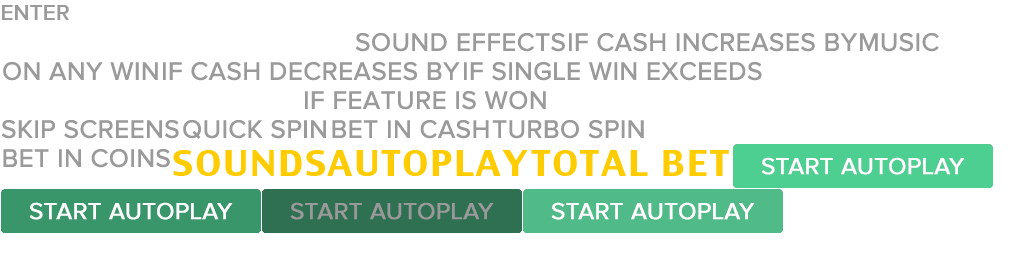 ENTER
SOUND EFFECTSIF CASH INCREASES BYMUSIC
ON ANY WINIF CASH DECREASES BYIF SINGLE WIN EXCEEDS
IF FEATURE IS WON
SKIP SCREENSQUICK SPINBET IN CASHTURBO SPIN
BET IN COINSSOUNDSAUTOPLAYTOTAL BET START AUTOPLAY
START AUTOPLAY START AUTOPLAY START AUTOPLAY